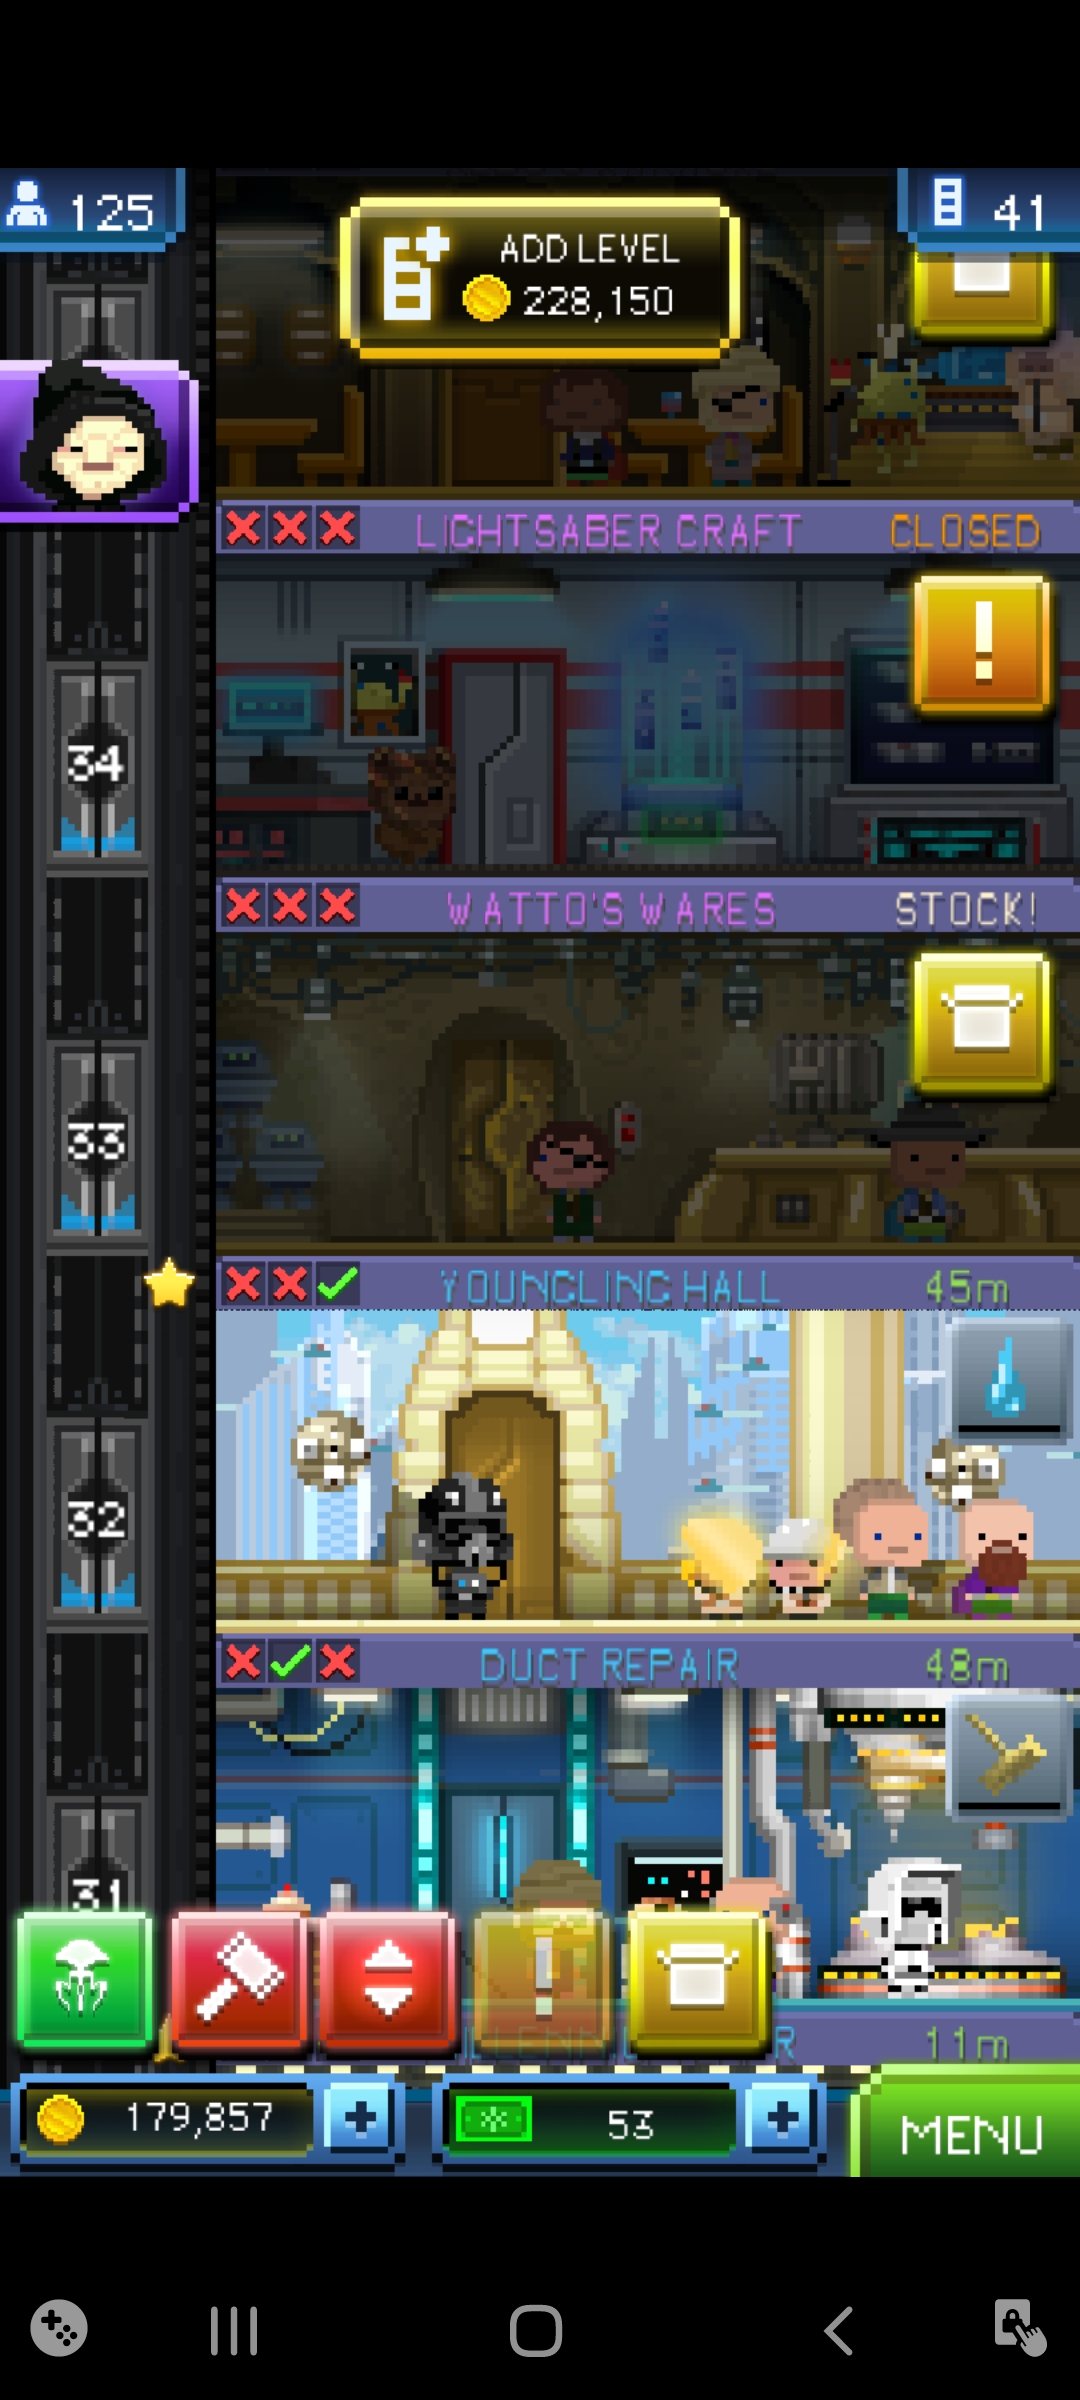 125
41
ADD LEVEL
228,150
LIGHTSABER CRAFT CLOSED
34
WATTO'S WARES STOCK!
33
YOUNGLING HALL 45m
32
DUCT REPAIR 48m
31
11m
179,857
53
MENU